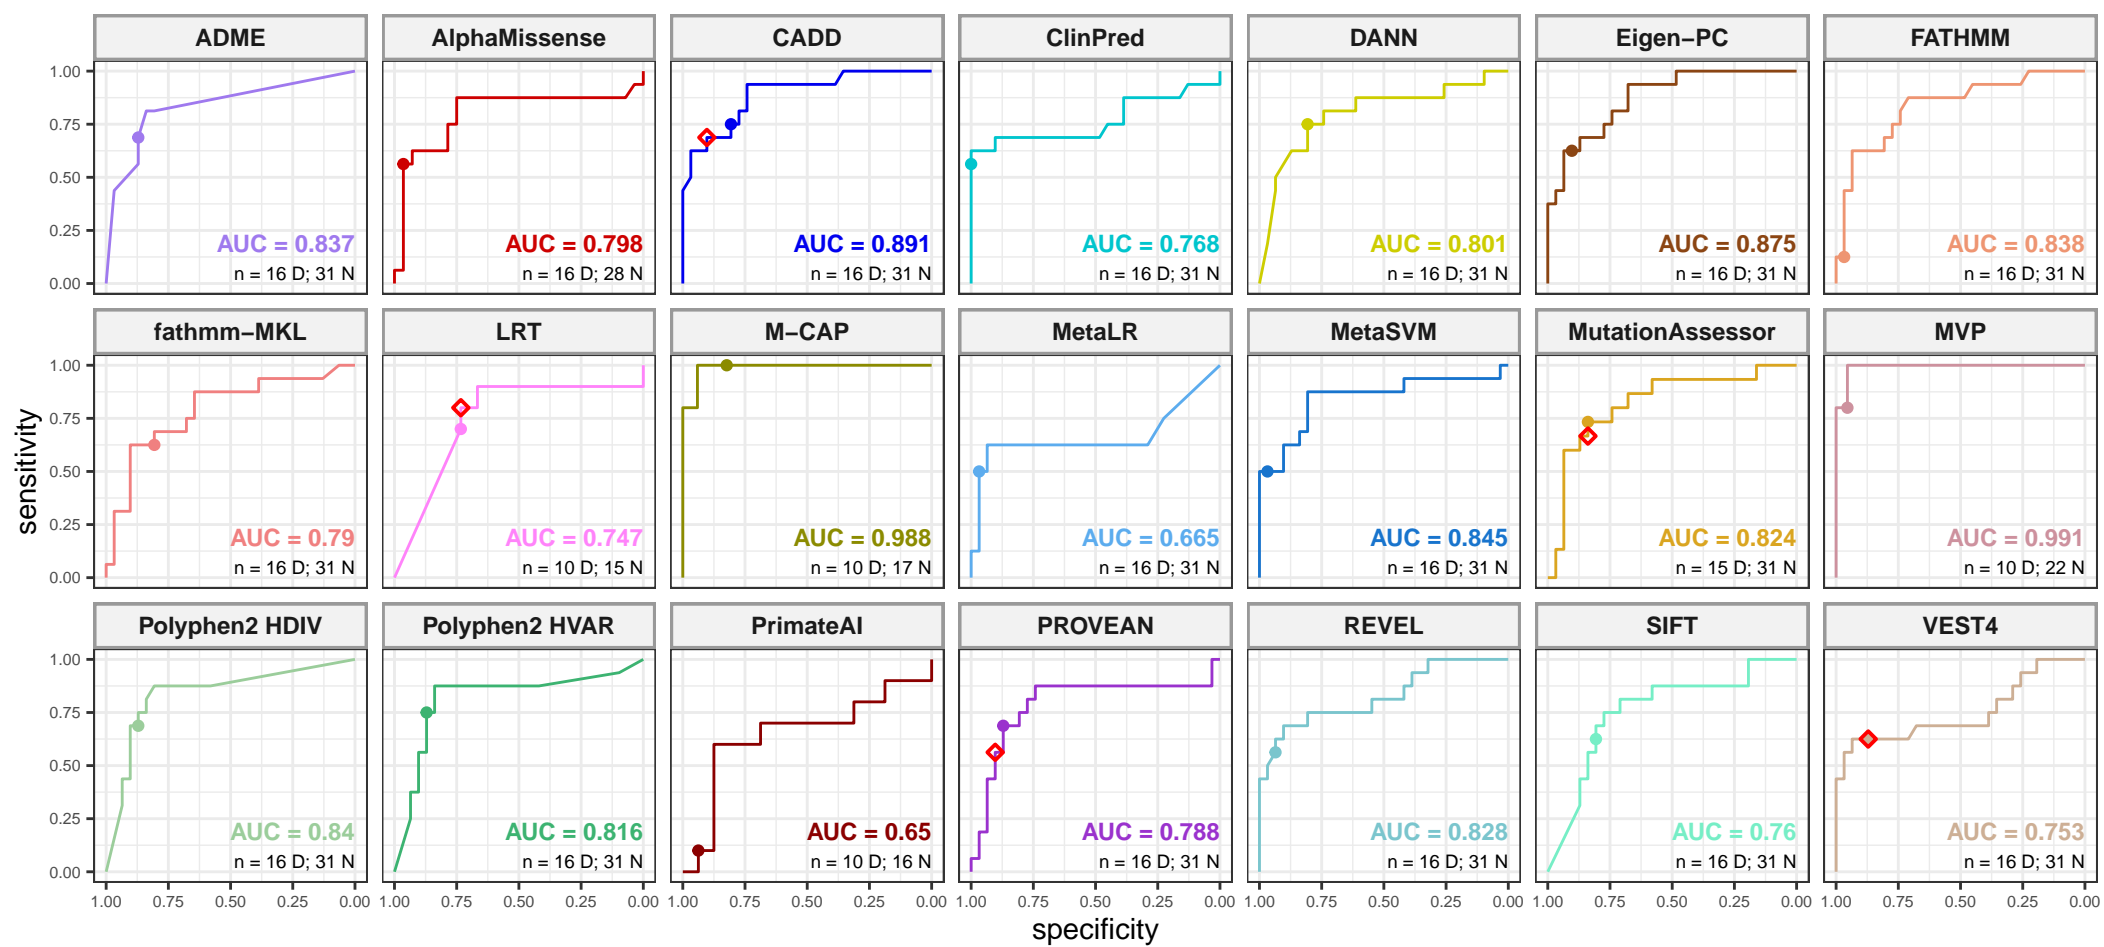 ADME AlphaMissense CADD ClinPred DANN Eigen−PC FATHMM
1.00
0.75
0.50
0.25
0.00
AUC = 0.837 AUC = 0.798 AUC = 0.891 AUC = 0.768 AUC = 0.801 AUC = 0.875 AUC = 0.838
n = 16 D; 31 N n = 16 D; 28 N n = 16 D; 31 N n = 16 D; 31 N n = 16 D; 31 N n = 16 D; 31 N n = 16 D; 31 N
fathmm−MKL LRT M−CAP MetaLR MetaSVM MutationAssessor MVP
sensitivity
1.00
0.75
0.50
0.25
0.00
AUC = 0.79 AUC = 0.747 AUC = 0.988 AUC = 0.665 AUC = 0.845 AUC = 0.824 AUC = 0.991
n = 16 D; 31 N n = 10 D; 15 N n = 10 D; 17 N n = 16 D; 31 N n = 16 D; 31 N n = 15 D; 31 N n = 10 D; 22 N
Polyphen2 HDIV Polyphen2 HVAR PrimateAI PROVEAN REVEL SIFT VEST4
1.00
0.75
0.50
0.25
0.00
AUC = 0.84 AUC = 0.816 AUC = 0.65 AUC = 0.788 AUC = 0.828 AUC = 0.76 AUC = 0.753
n = 16 D; 31 N n = 16 D; 31 N n = 10 D; 16 N n = 16 D; 31 N n = 16 D; 31 N n = 16 D; 31 N n = 16 D; 31 N
1.00 0.75 0.50 0.25 0.00 1.00 0.75 0.50 0.25 0.00 1.00 0.75 0.50 0.25 0.00 1.00 0.75 0.50 0.25 0.00 1.00 0.75 0.50 0.25 0.00 1.00 0.75 0.50 0.25 0.00 1.00 0.75 0.50 0.25 0.00
specificity